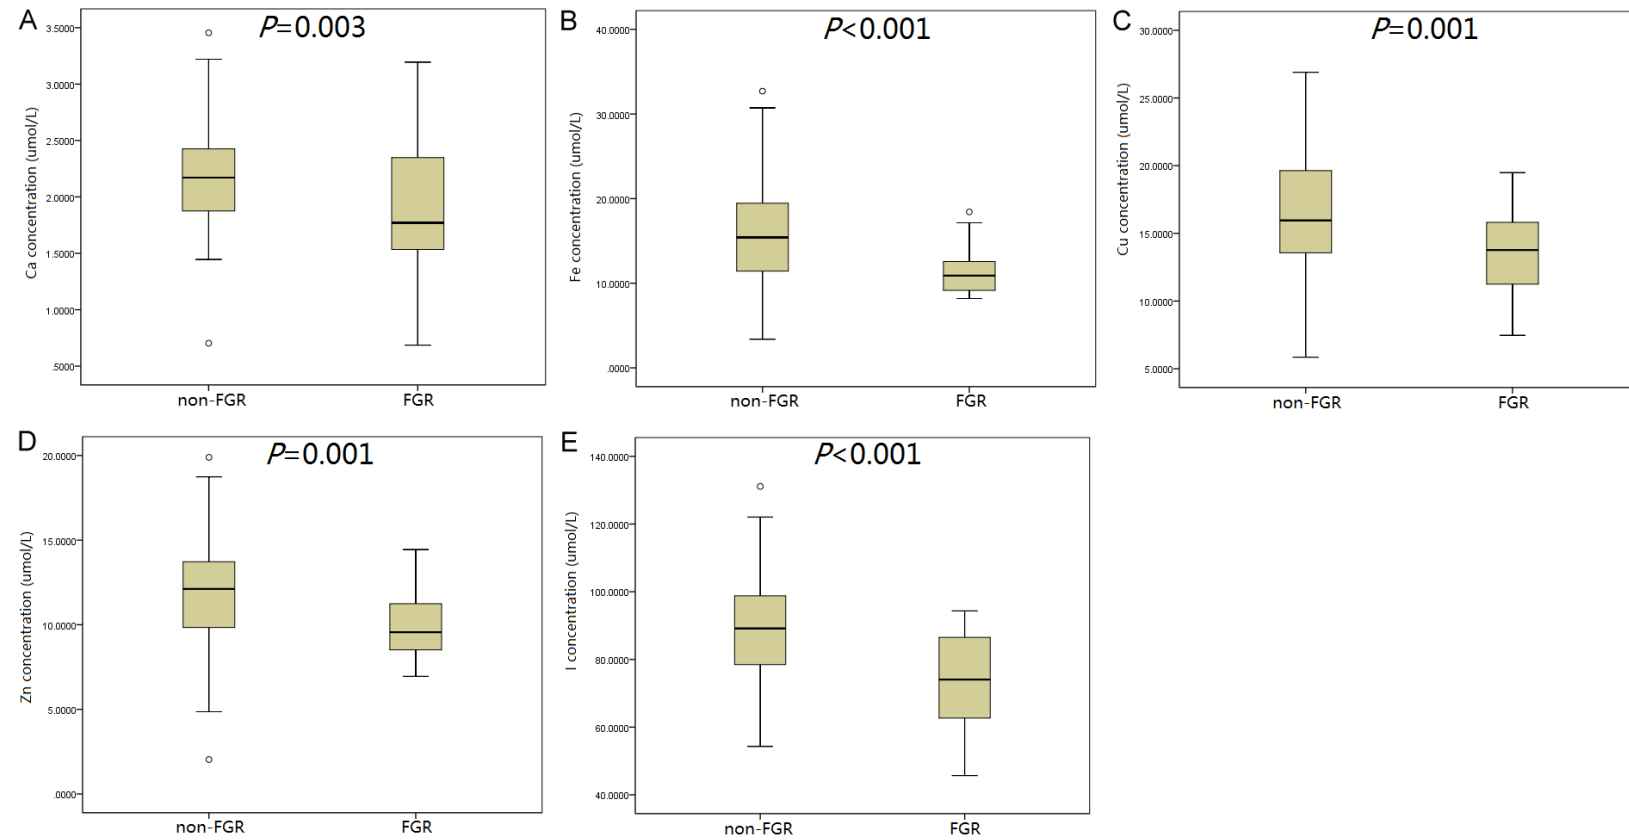 A
P=0.003
Ca concentration (umol/L)
3.5000
3.0000
2.5000
2.0000
1.5000
1.0000
.5000
non-FGR
FGR
B
P<0.001
Fe concentration (umol/L)
40.0000
30.0000
20.0000
10.0000
.0000
non-FGR
FGR
C
P=0.001
Cu concentration (umol/L)
30.0000
25.0000
20.0000
15.0000
10.0000
5.0000
non-FGR
FGR
D
P=0.001
Zn concentration (umol/L)
20.0000
15.0000
10.0000
5.0000
.0000
non-FGR
FGR
E
P<0.001
I concentration (umol/L)
140.0000
120.0000
100.0000
80.0000
60.0000
40.0000
non-FGR
FGR